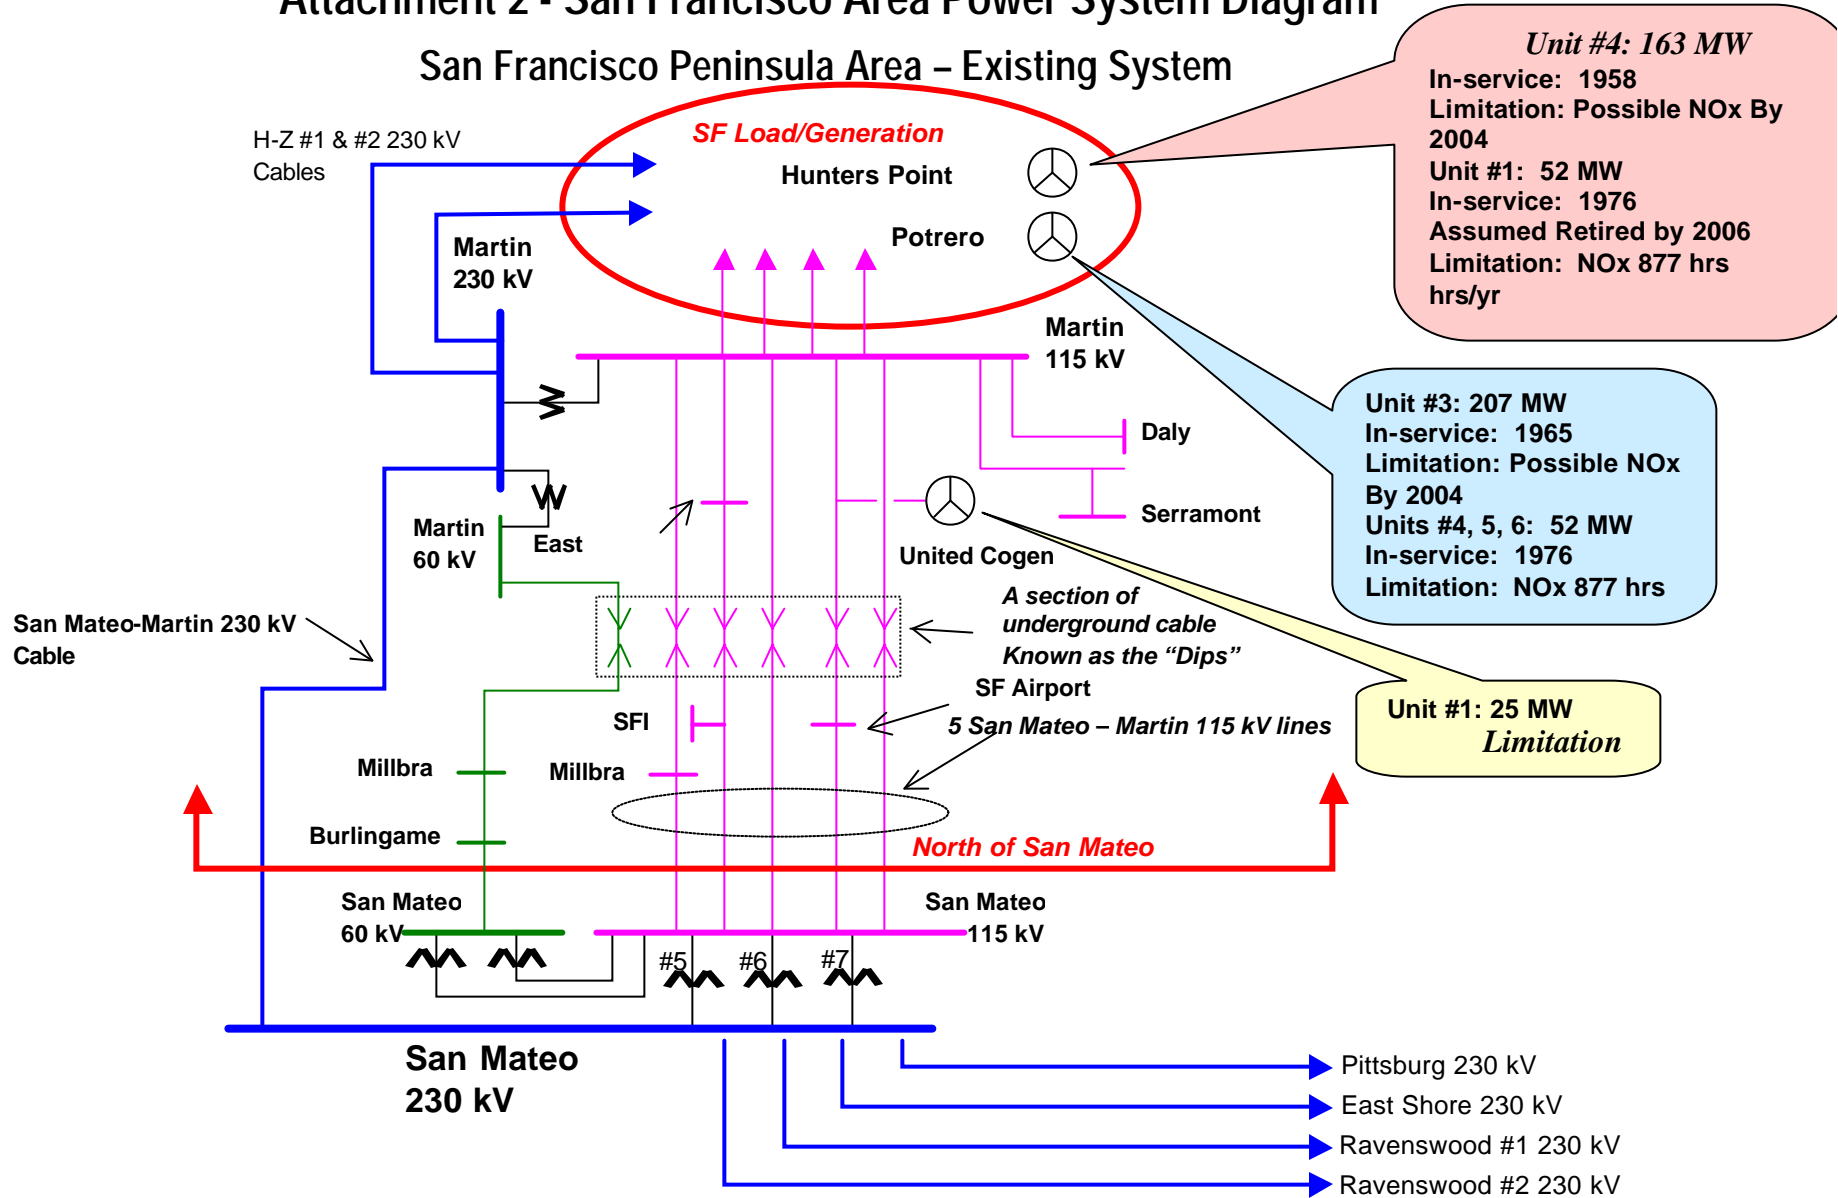 Attachment 2 - San Francisco Area Power System Diagram
San Francisco Peninsula Area – Existing System
Unit #4: 163 MW
In-service: 1958
Limitation: Possible NOx By
2004
Unit #1: 52 MW
In-service: 1976
Assumed Retired by 2006
Limitation: NOx 877 hrs
hrs/yr
H-Z #1 & #2 230 kV
Cables
SF Load/Generation
Hunters Point
Potrero
Martin
230 kV
Martin
115 kV
Unit #3: 207 MW
In-service: 1965
Limitation: Possible NOx
By 2004
Units #4, 5, 6: 52 MW
In-service: 1976
Limitation: NOx 877 hrs
Daly
Serramont
Martin
60 kV
East
United Cogen
A section of
underground cable
Known as the “Dips”
San Mateo-Martin 230 kV
Cable
SF Airport
SFI
5 San Mateo – Martin 115 kV lines
Unit #1: 25 MW
Limitation
Millbra
Millbra
Burlingame
North of San Mateo
San Mateo
60 kV
San Mateo
115 kV
#5
#6
#7
San Mateo
230 kV
Pittsburg 230 kV
East Shore 230 kV
Ravenswood #1 230 kV
Ravenswood #2 230 kV